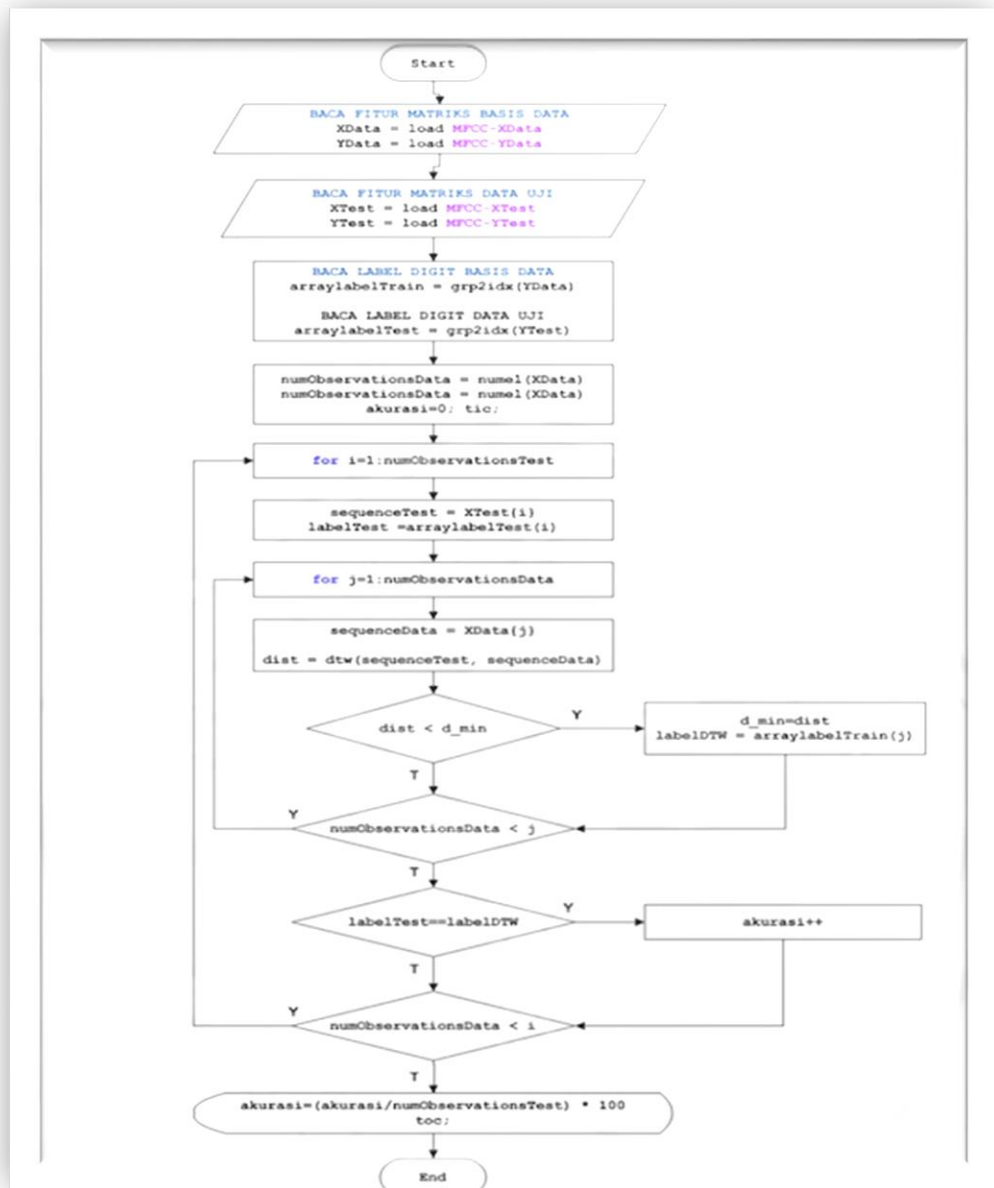 Start
BACA FITUR MATRIKS BASIS DATA
XData = load MFCC-XData
YData = load MFCC-YData
BACA FITUR MATRIKS DATA UJI
XTest = load MFCC-XTest
YTest = load MFCC-YTest
BACA LABEL DIGIT BASIS DATA
arraylabelTrain = grp2idx(YData)
BACA LABEL DIGIT DATA UJI
arraylabelTest = grp2idx(YTest)
numObservationsData = numel(XData)
numObservationsData = numel(XData)
akurasi=0; tic;
for i=1:numObservationsTest
sequenceTest = XTest(i)
labelTest =arraylabelTest(i)
for j=1:numObservationsData
sequenceData = XData(j)
dist = dtw(sequenceTest, sequenceData)
dist < d_min
Y
d_min=dist
labelDTW = arraylabelTrain(j)
T
Y
numObservationsData < j
T
labelTest==labelDTW
Y
akurasi++
T
Y
numObservationsData < i
T
akurasi=(akurasi/numObservationsTest) * 100
toc;
End